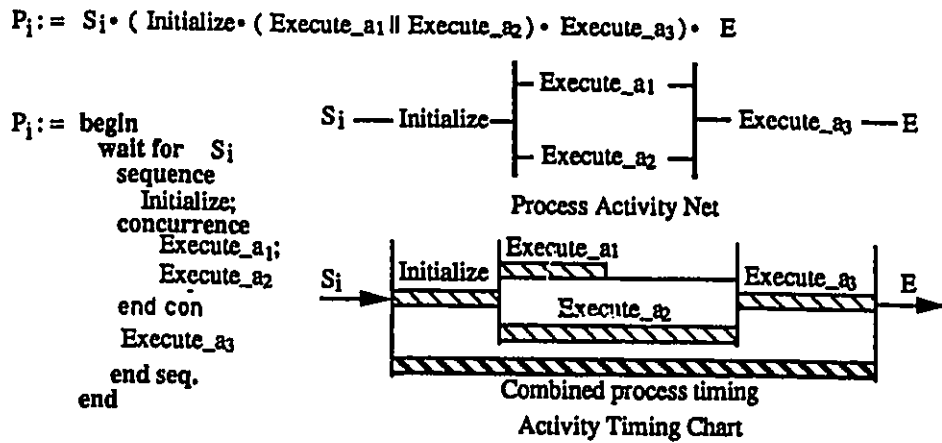 Pi := Si • ( Initialize • ( Execute_a1 || Execute_a2) • Execute_a3) • E
Pi := begin
wait for Si
sequence
Initialize;
concurrence
Execute_a1;
Execute_a2
end con
Execute_a3
end seq.
end
Execute_a1
Si Initialize Execute_a3 E
Execute_a2
Process Activity Net
Execute_a1
Si Initialize Execute_a3 E
Execute_a2
Combined process timing
Activity Timing Chart